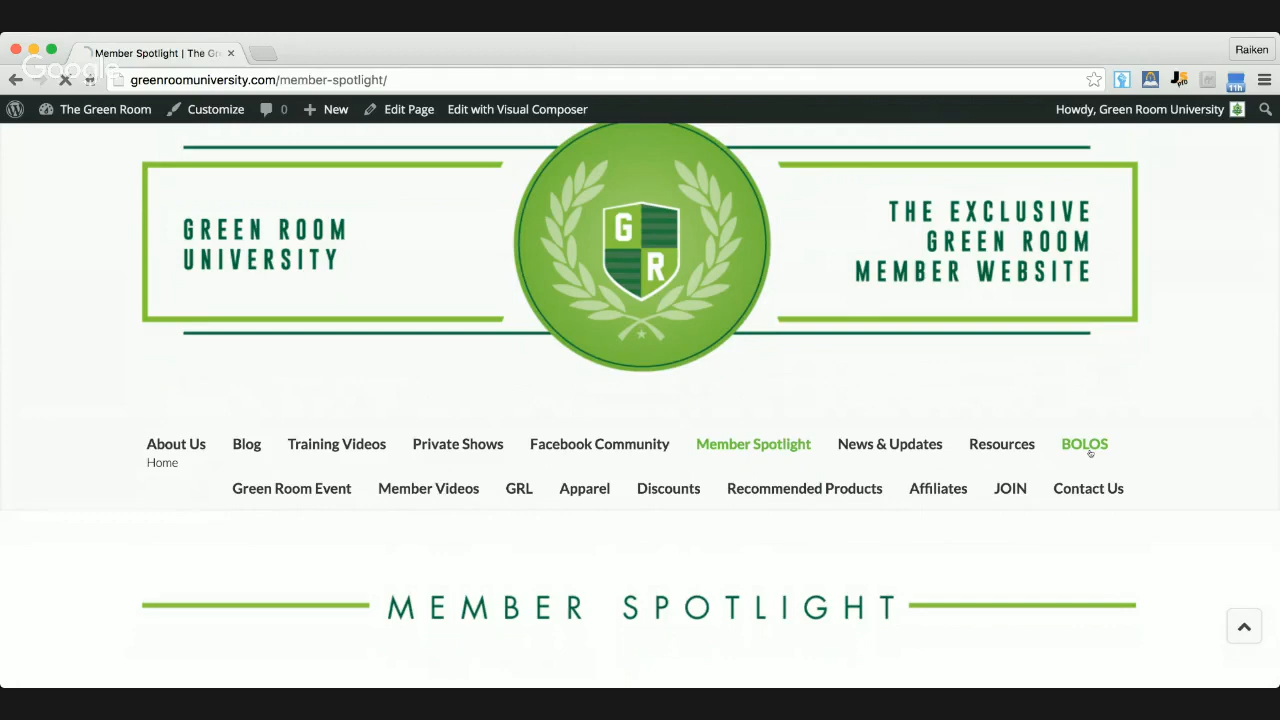 Member Spotlight | The Gr
Raiken
Google
greenroomuniversity.com/member-spotlight/
11h
The Green Room
Customize
0
New
Edit Page
Edit with Visual Composer
Howdy, Green Room University
GREEN ROOM
UNIVERSITY
G
R
THE EXCLUSIVE
GREEN ROOM
MEMBER WEBSITE
About Us Blog Training Videos Private Shows Facebook Community Member Spotlight News & Updates Resources BOLOS
Home
Green Room Event Member Videos GRL Apparel Discounts Recommended Products Affiliates JOIN Contact Us
MEMBER SPOTLIGHT